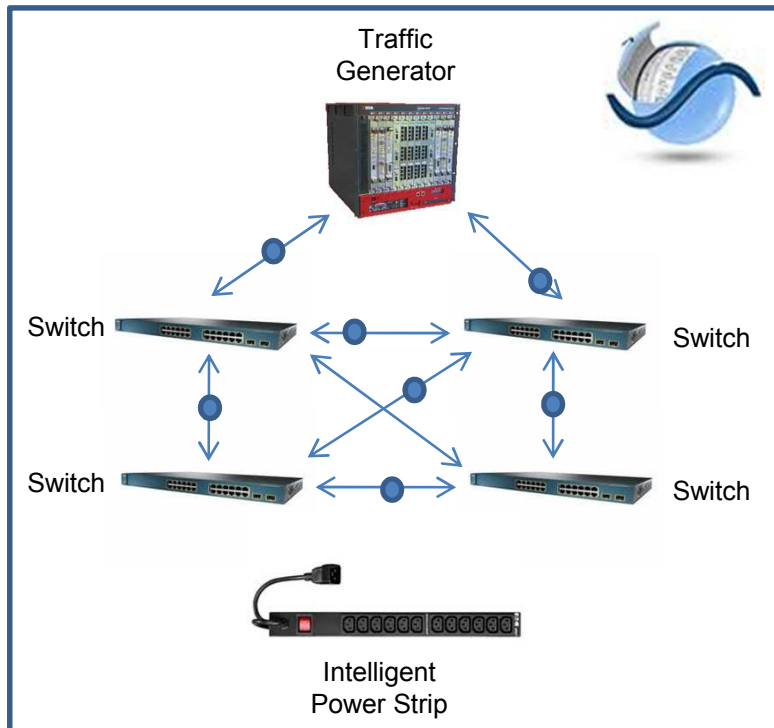 Traffic
Generator
Switch
Switch
Switch
Switch
Intelligent
Power Strip